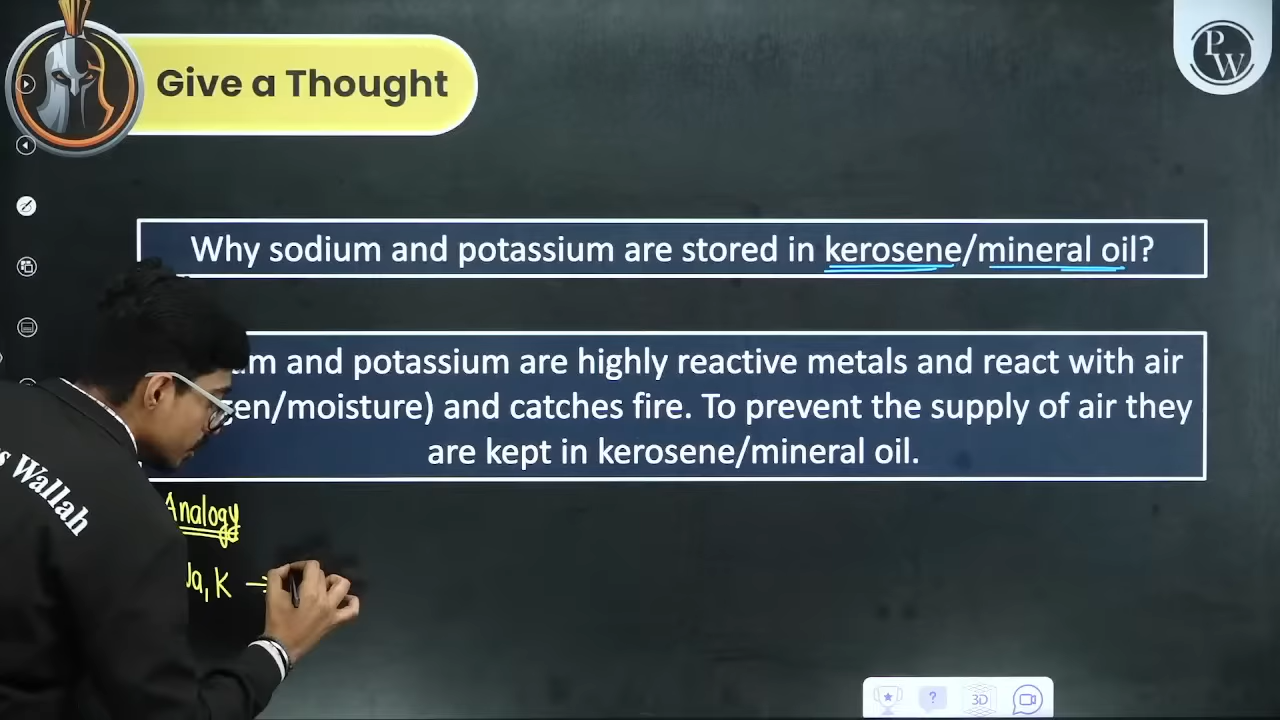 Give a Thought
PW
Why sodium and potassium are stored in kerosene/mineral oil?
and potassium are highly reactive metals and react with air
and catches fire. To prevent the supply of air they
are kept in kerosene/mineral oil.
Wallah
Analogy
K →
?
3D